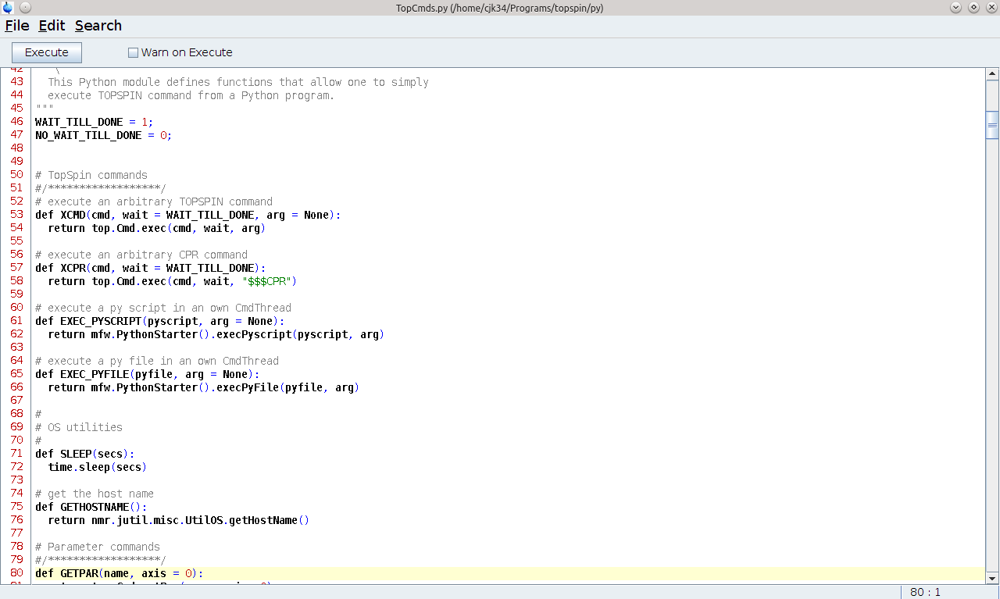 TopCmds.py (/home/cjk34/Programs/topspin/py)
File Edit Search
Execute Warn on Execute
42 \
43 This Python module defines functions that allow one to simply
44 execute TOPSPIN command from a Python program.
45 """
46 WAIT_TILL_DONE = 1;
47 NO_WAIT_TILL_DONE = 0;
48
49
50 # TopSpin commands
51 #/******************/
52 # execute an arbitrary TOPSPIN command
53 def XCMD(cmd, wait = WAIT_TILL_DONE, arg = None):
54 return top.Cmd.exec(cmd, wait, arg)
55
56 # execute an arbitrary CPR command
57 def XCPR(cmd, wait = WAIT_TILL_DONE):
58 return top.Cmd.exec(cmd, wait, "$$$CPR")
59
60 # execute a py script in an own CmdThread
61 def EXEC_PYSCRIPT(pyscript, arg = None):
62 return mfw.PythonStarter().execPyscript(pyscript, arg)
63
64 # execute a py file in an own CmdThread
65 def EXEC_PYFILE(pyfile, arg = None):
66 return mfw.PythonStarter().execPyFile(pyfile, arg)
67
68 #
69 # OS utilities
70 #
71 def SLEEP(secs):
72 time.sleep(secs)
73
74 # get the host name
75 def GETHOSTNAME():
76 return nmr.jutil.misc.UtilOS.getHostName()
77
78 # Parameter commands
79 #/******************/
80 def GETPAR(name, axis = 0):
81
80 : 1